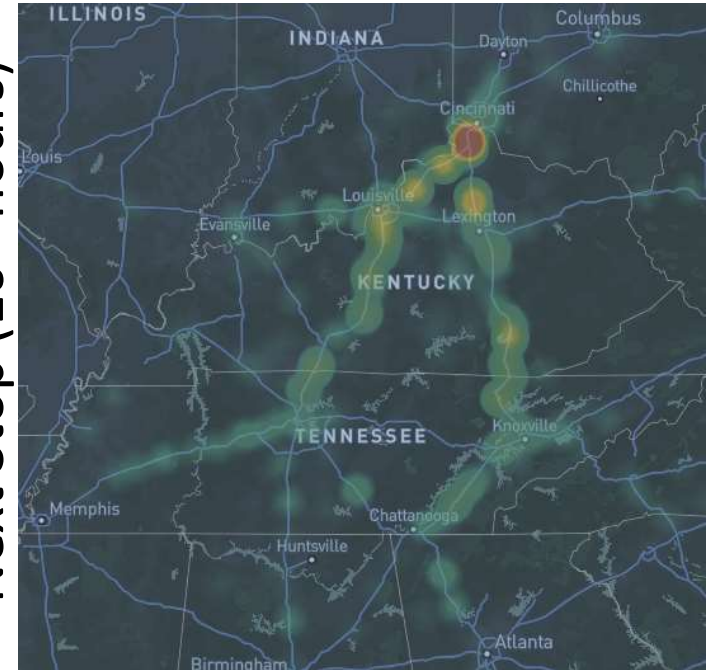 ILLINOIS
INDIANA
Columbus
Dayton
Chillicothe
Cincinnati
Louis
Louisville
Evansville
Lexington
KENTUCKY
Knoxville
TENNESSEE
Memphis
Chattanooga
Huntsville
Atlanta
Birmingham